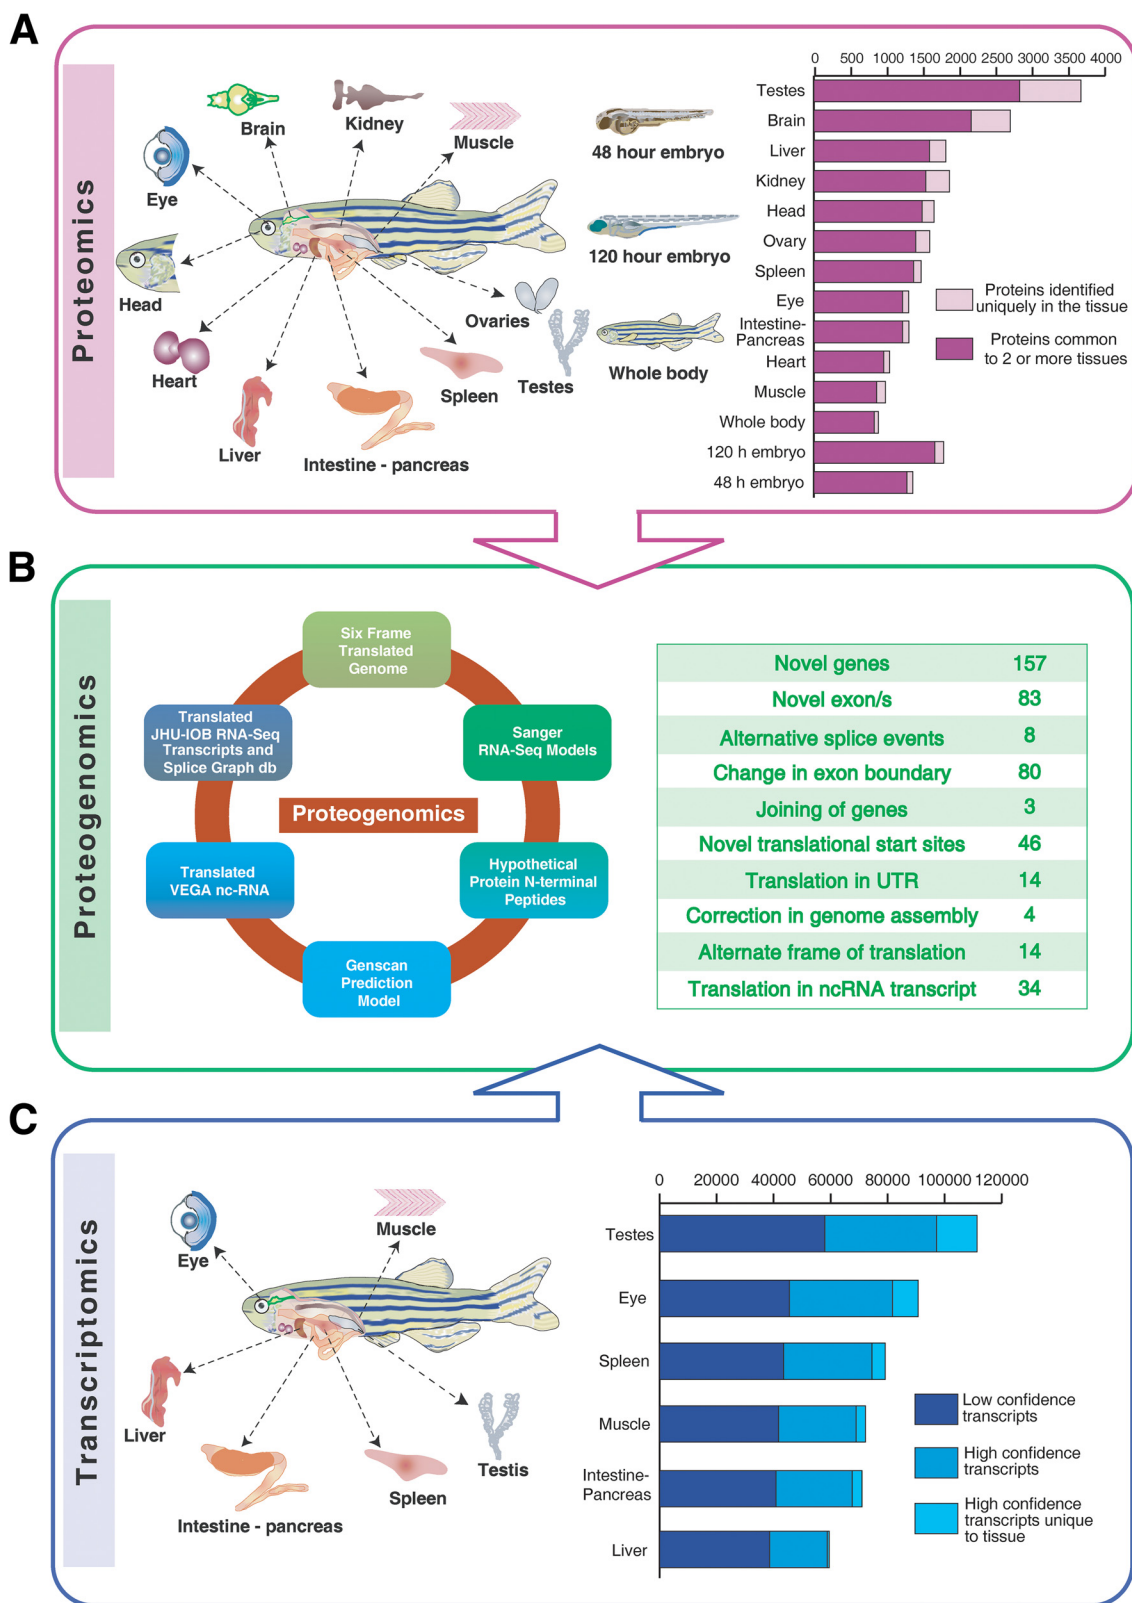 A
Proteomics
Brain
Kidney
Muscle
Eye
Head
Heart
Liver
Intestine - pancreas
Spleen
Ovaries
Testes
48 hour embryo
120 hour embryo
Whole body
0 500 1000 1500 2000 2500 3000 3500 4000
Testes
Brain
Liver
Kidney
Head
Ovary
Spleen
Eye
Intestine-
Pancreas
Heart
Muscle
Whole body
120 h embryo
48 h embryo
Proteins identified
uniquely in the tissue
Proteins common
to 2 or more tissues
B
Proteogenomics
Six Frame
Translated
Genome
Translated
JHU-IOB RNA-Seq
Transcripts and
Splice Graph db
Sanger
RNA-Seq Models
Proteogenomics
Translated
VEGA nc-RNA
Hypothetical
Protein N-terminal
Peptides
Genscan
Prediction
Model
Novel genes 157
Novel exon/s 83
Alternative splice events 8
Change in exon boundary 80
Joining of genes 3
Novel translational start sites 46
Translation in UTR 14
Correction in genome assembly 4
Alternate frame of translation 14
Translation in ncRNA transcript 34
C
Transcriptomics
Eye
Muscle
Liver
Intestine - pancreas
Spleen
Testis
0 20000 40000 60000 80000 100000 120000
Testes
Eye
Spleen
Muscle
Intestine-
Pancreas
Liver
Low confidence
transcripts
High confidence
transcripts
High confidence
transcripts unique
to tissue